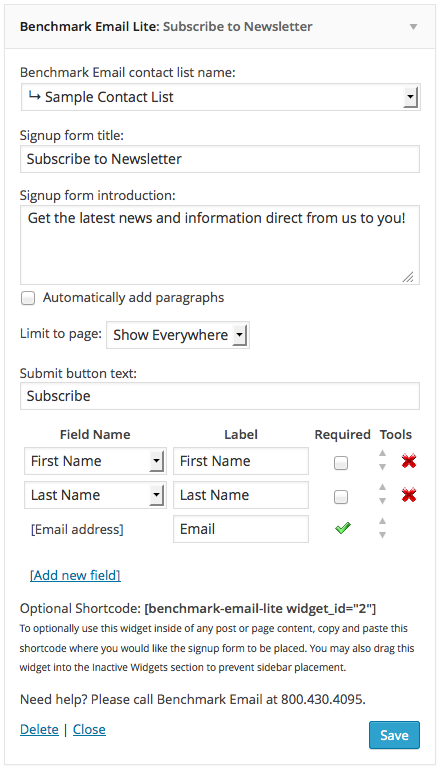 Benchmark Email Lite: Subscribe to Newsletter
Benchmark Email contact list name:
↳ Sample Contact List
Signup form title:
Subscribe to Newsletter
Signup form introduction:
Get the latest news and information direct from us to you!
Automatically add paragraphs
Limit to page: Show Everywhere
Submit button text:
Subscribe
Field Name Label Required Tools
First Name First Name
Last Name Last Name
[Email address] Email
[Add new field]
Optional Shortcode: [benchmark-email-lite widget_id="2"]
To optionally use this widget inside of any post or page content, copy and paste this
shortcode where you would like the signup form to be placed. You may also drag this
widget into the Inactive Widgets section to prevent sidebar placement.
Need help? Please call Benchmark Email at 800.430.4095.
Delete | Close Save